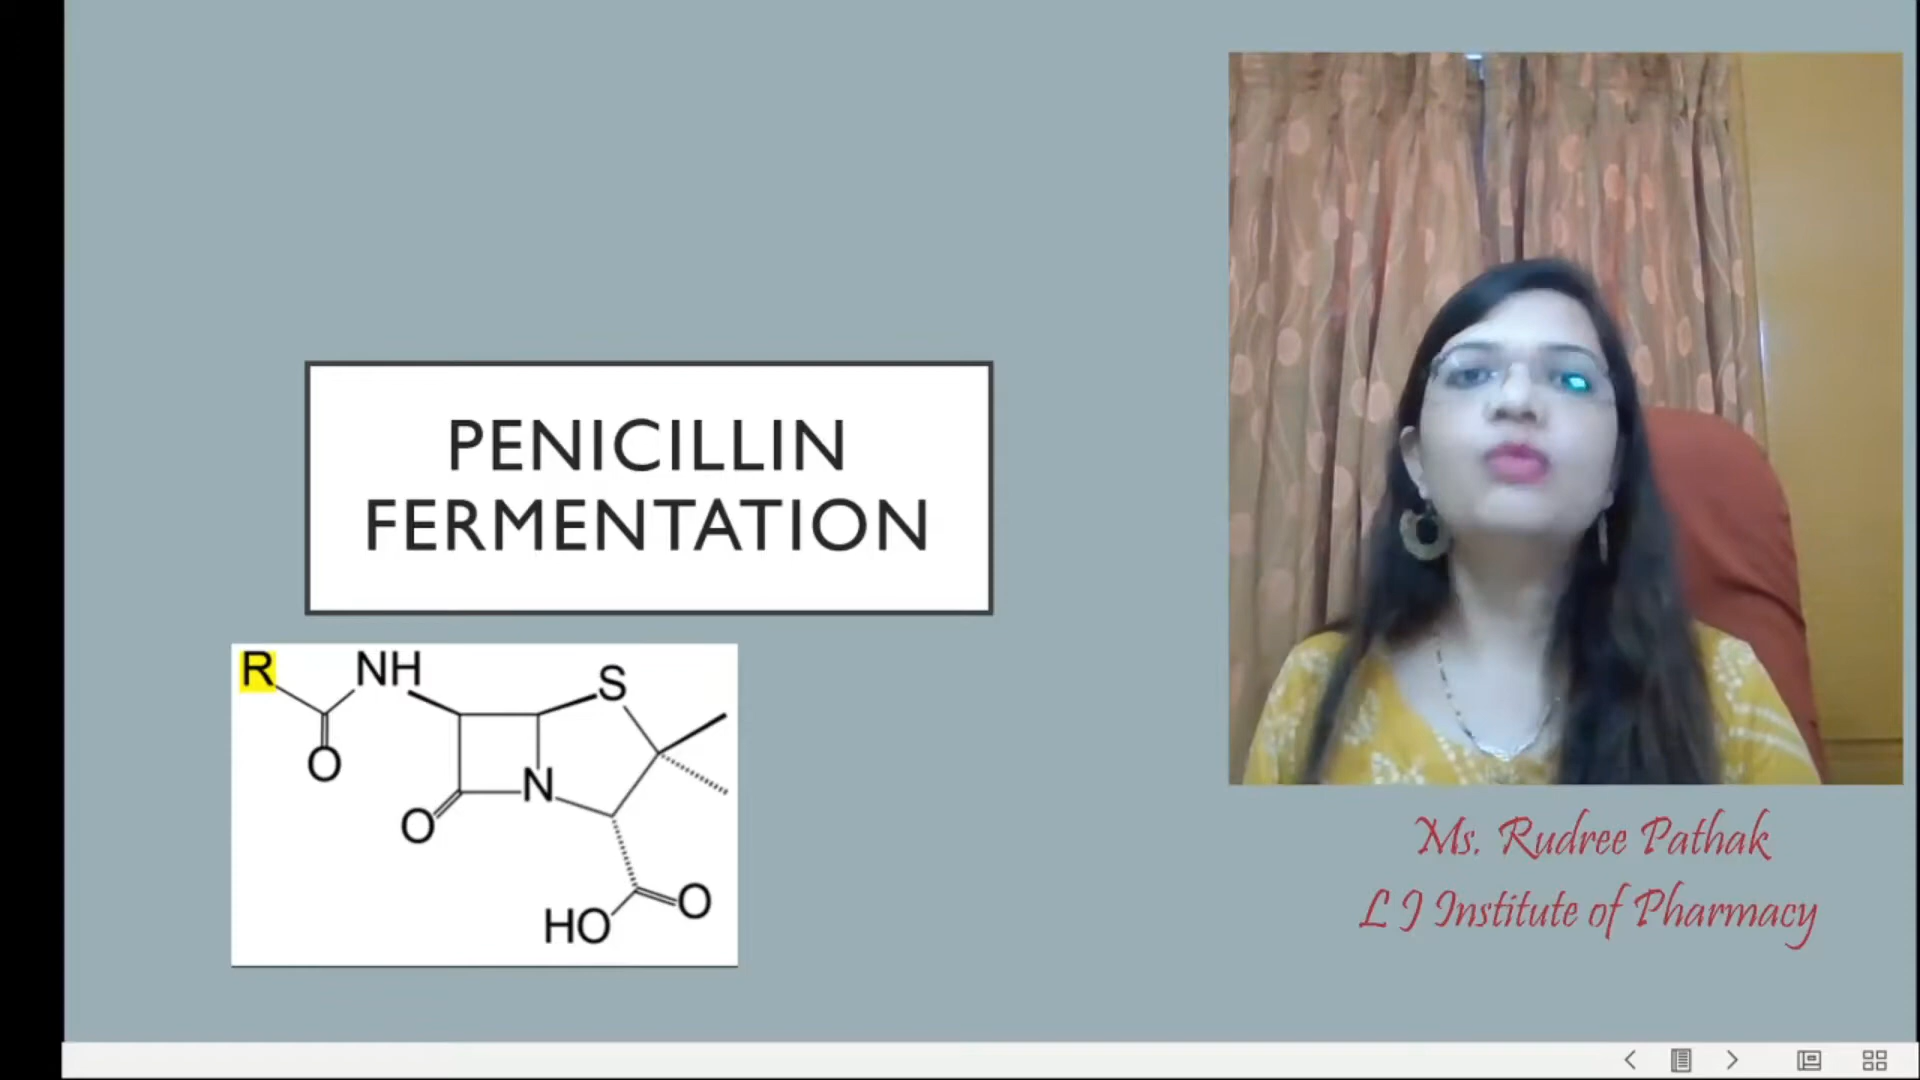 PENICILLIN
FERMENTATION
R
NH
S
O
N
O
O
HO
Ms. Rudree Pathak
L J Institute of Pharmacy